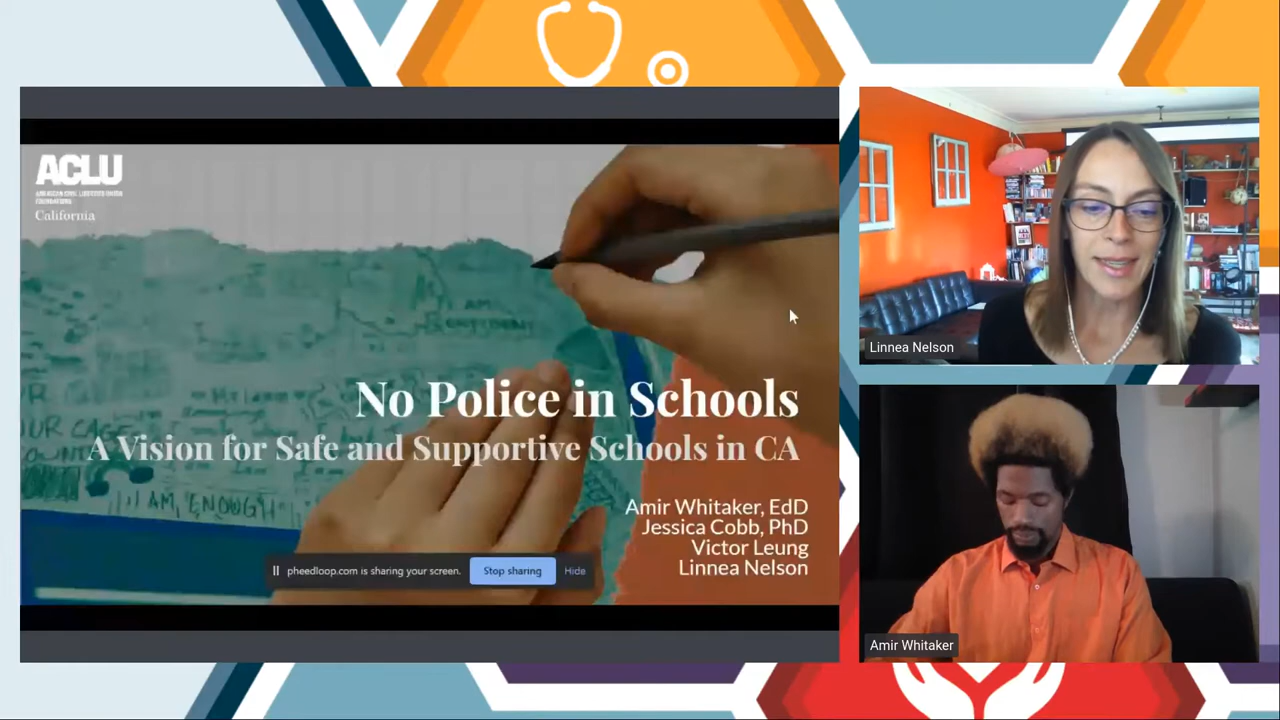 ACLU
California
I AM
CONFIDENT
I AM, ENOUGH
No Police in Schools
A Vision for Safe and Supportive Schools in CA
Amir Whitaker, EdD
Jessica Cobb, PhD
Victor Leung
Linnea Nelson
pheedloop.com is sharing your screen. Stop sharing Hide
Linnea Nelson
Amir Whitaker